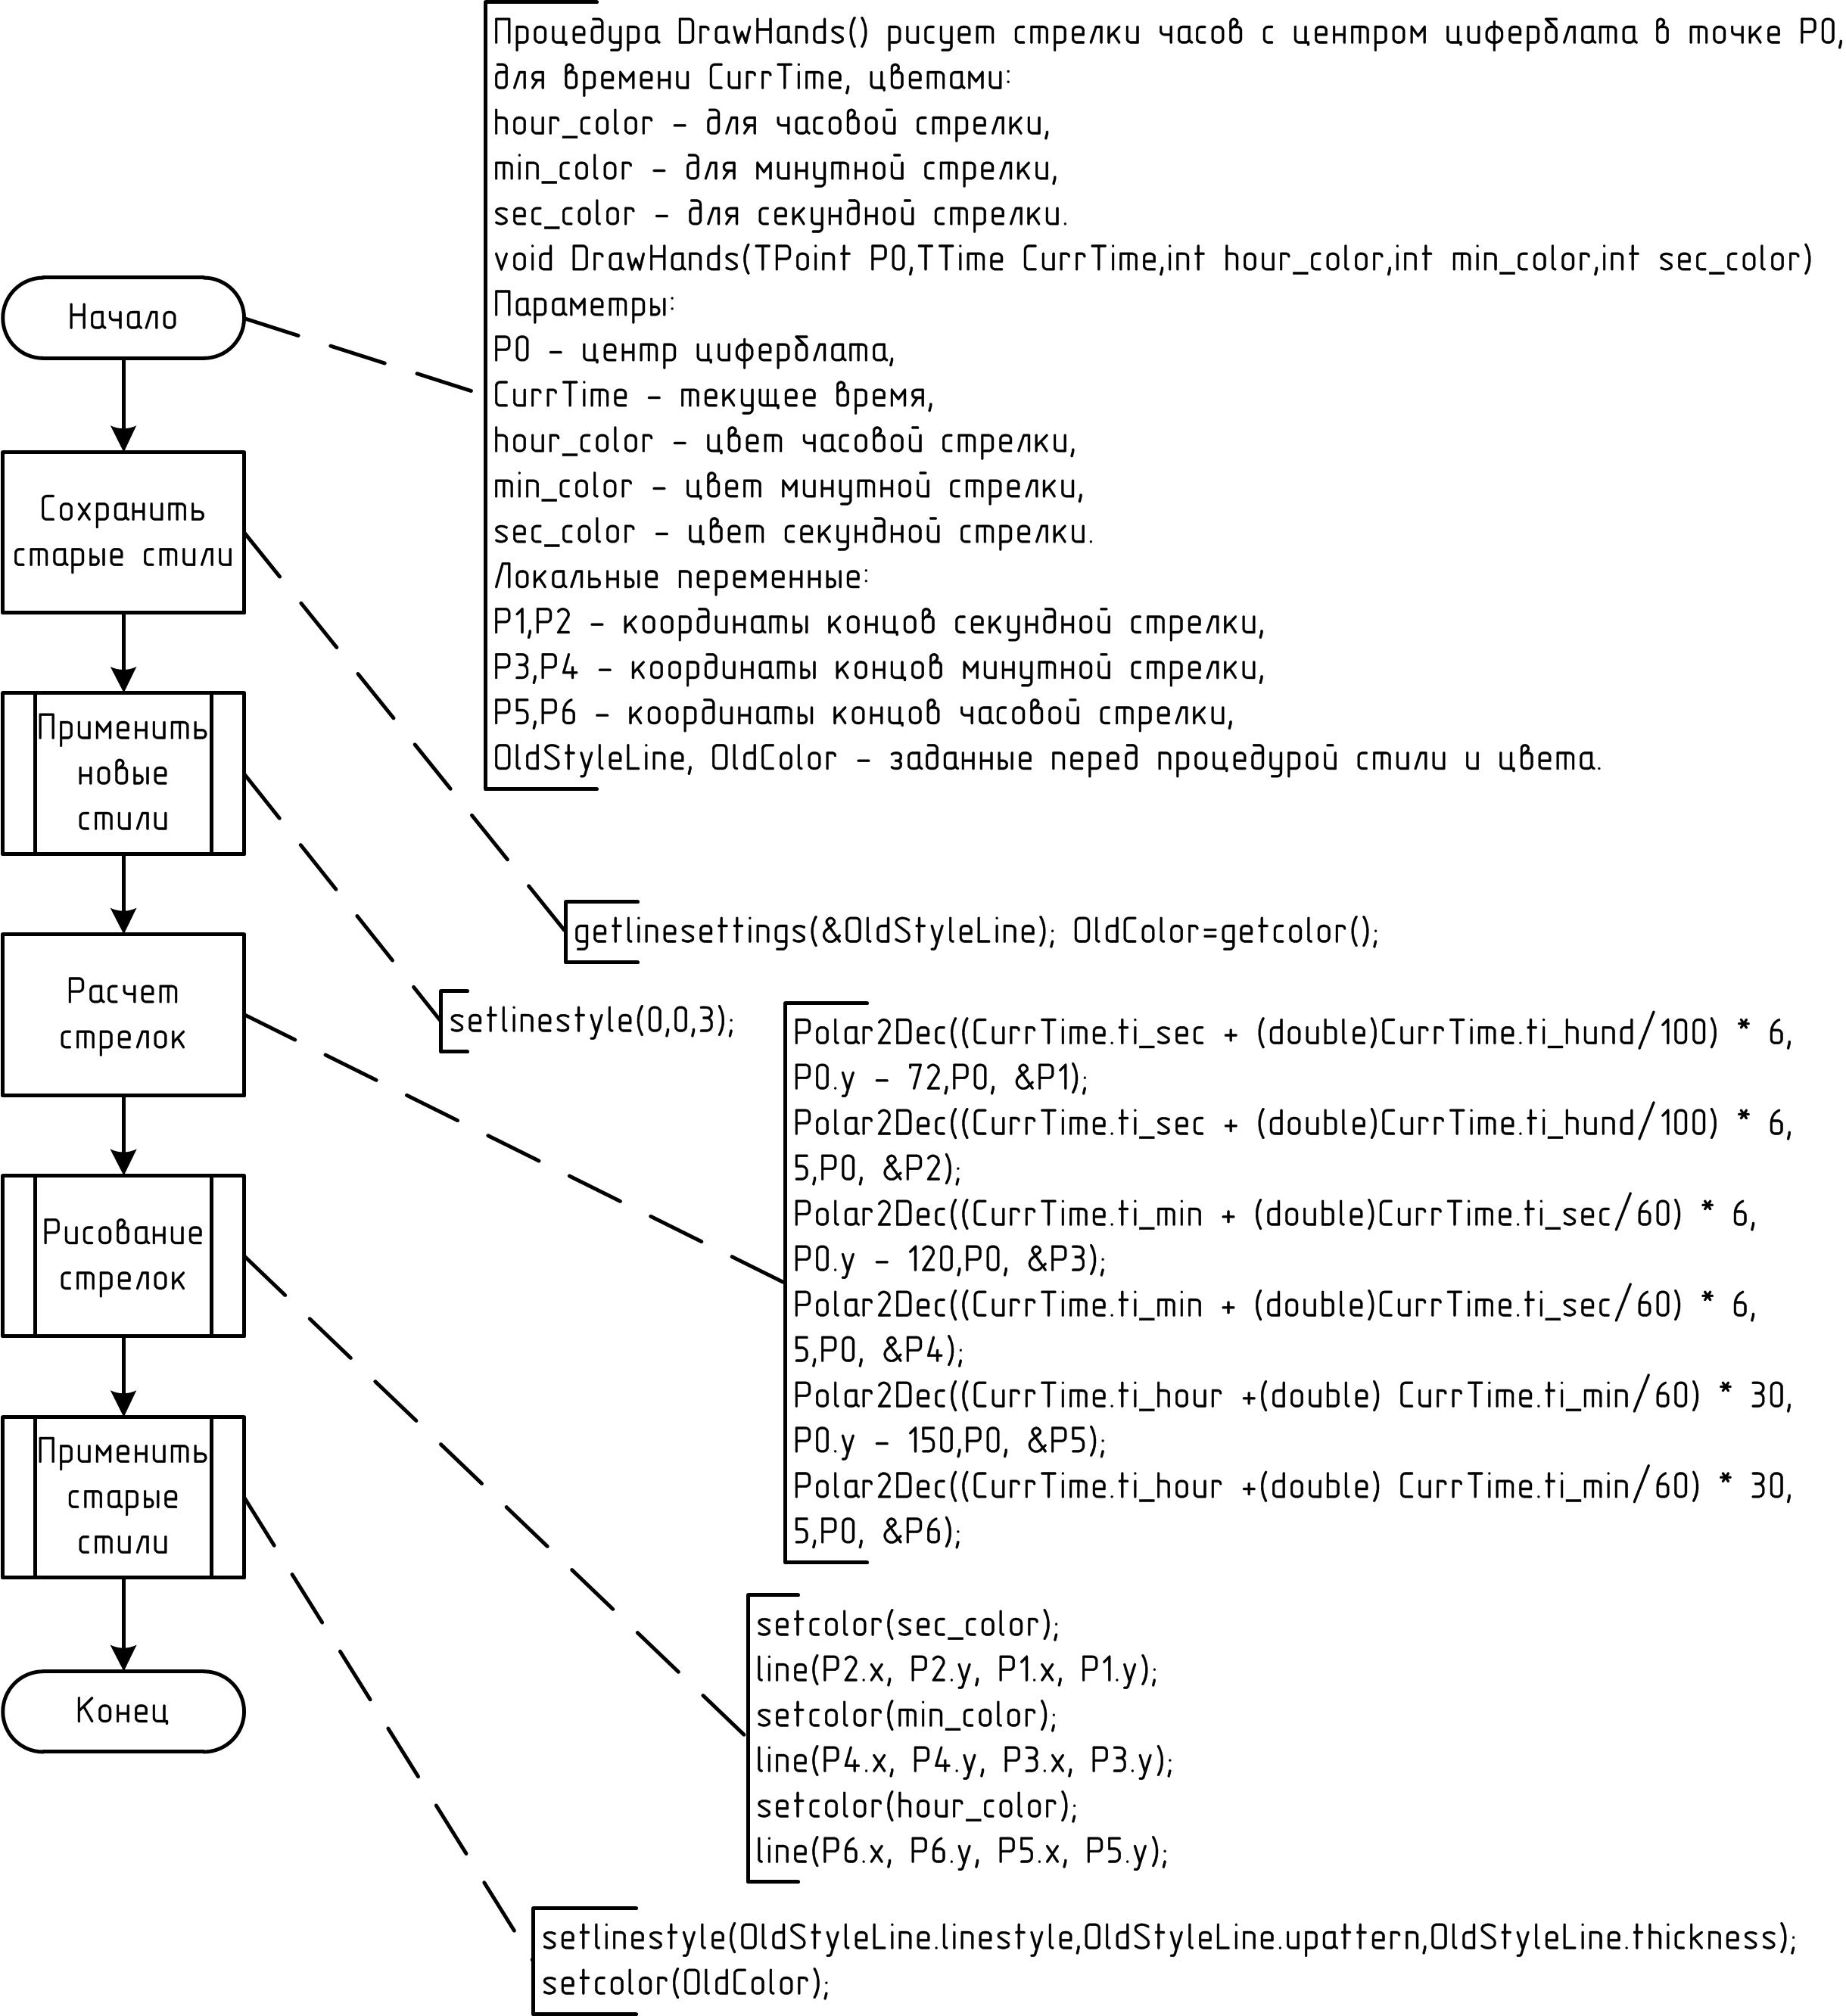 Процедура DrawHands() рисует стрелки часов с центром циферблата в точке P0,
для времени CurrTime, цветами:
hour_color - для часовой стрелки,
min_color - для минутной стрелки,
sec_color - для секундной стрелки.
void DrawHands(TPoint P0,TTime CurrTime,int hour_color,int min_color,int sec_color)
Параметры:
P0 - центр циферблата,
CurrTime - текущее время,
hour_color - цвет часовой стрелки,
min_color - цвет минутной стрелки,
sec_color - цвет секундной стрелки.
Локальные переменные:
P1,P2 - координаты концов секундной стрелки,
P3,P4 - координаты концов минутной стрелки,
P5,P6 - координаты концов часовой стрелки,
OldStyleLine, OldColor - заданные перед процедурой стили и цвета.
Начало
Сохранить
старые стили
getlinesettings(&OldStyleLine); OldColor=getcolor();
Применить
новые
стили
setlinestyle(0,0,3);
Расчет
стрелок
Polar2Dec((CurrTime.ti_sec + (double)CurrTime.ti_hund/100) * 6,
P0.y - 72,P0, &P1);
Polar2Dec((CurrTime.ti_sec + (double)CurrTime.ti_hund/100) * 6,
5,P0, &P2);
Polar2Dec((CurrTime.ti_min + (double)CurrTime.ti_sec/60) * 6,
P0.y - 120,P0, &P3);
Polar2Dec((CurrTime.ti_min + (double)CurrTime.ti_sec/60) * 6,
5,P0, &P4);
Polar2Dec((CurrTime.ti_hour +(double) CurrTime.ti_min/60) * 30,
P0.y - 150,P0, &P5);
Polar2Dec((CurrTime.ti_hour +(double) CurrTime.ti_min/60) * 30,
5,P0, &P6);
Рисование
стрелок
setcolor(sec_color);
line(P2.x, P2.y, P1.x, P1.y);
setcolor(min_color);
line(P4.x, P4.y, P3.x, P3.y);
setcolor(hour_color);
line(P6.x, P6.y, P5.x, P5.y);
Применить
старые
стили
setlinestyle(OldStyleLine.linestyle,OldStyleLine.upattern,OldStyleLine.thickness);
setcolor(OldColor);
Конец